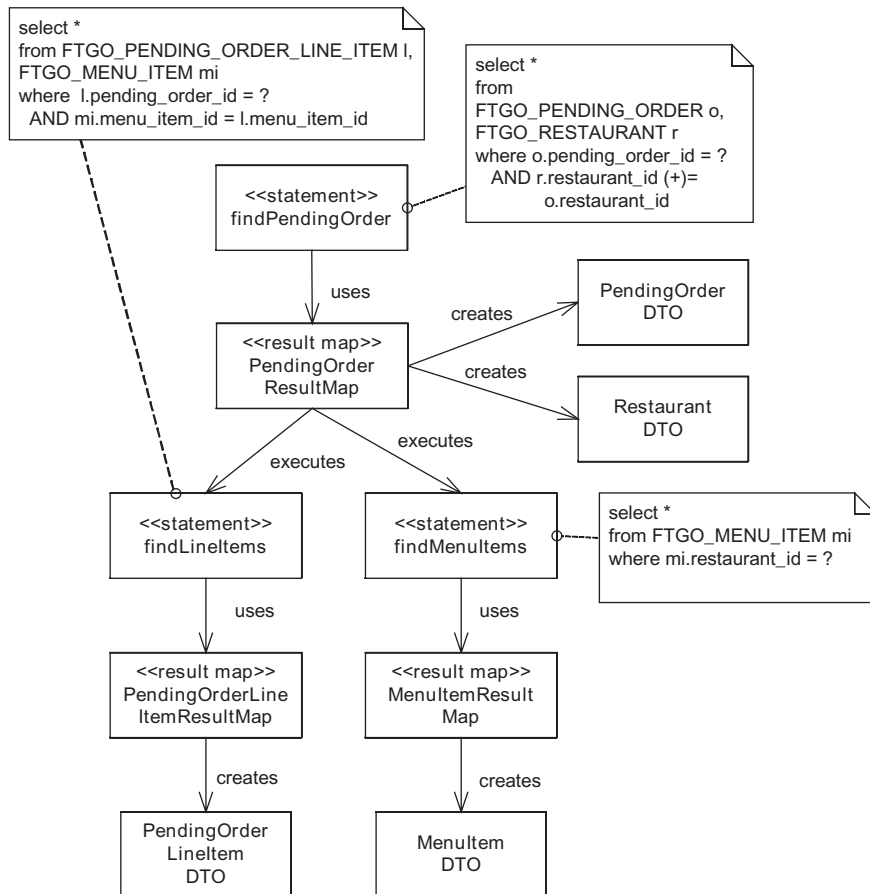 select *
from FTGO_PENDING_ORDER_LINE_ITEM l,
FTGO_MENU_ITEM mi
where l.pending_order_id = ?
AND mi.menu_item_id = l.menu_item_id
select *
from
FTGO_PENDING_ORDER o,
FTGO_RESTAURANT r
where o.pending_order_id = ?
AND r.restaurant_id (+)=
o.restaurant_id
<<statement>>
findPendingOrder
uses
<<result map>>
PendingOrder
ResultMap
creates
PendingOrder
DTO
creates
Restaurant
DTO
executes
executes
<<statement>>
findLineItems
<<statement>>
findMenuItems
select *
from FTGO_MENU_ITEM mi
where mi.restaurant_id = ?
uses
uses
<<result map>>
PendingOrderLine
ItemResultMap
<<result map>>
MenuItemResult
Map
creates
creates
PendingOrder
LineItem
DTO
MenuItem
DTO